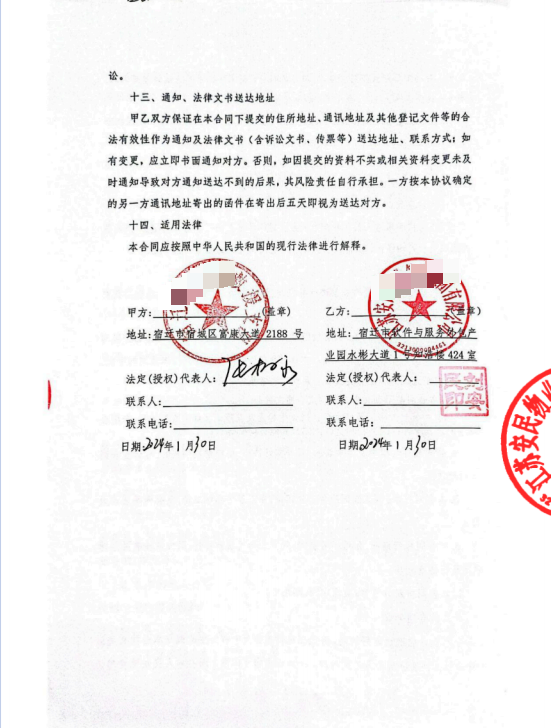 讼。
十三、通知、法律文书送达地址
甲乙双方保证在本合同下提交的住所地址、通讯地址及其他登记文件等的合
法有效性作为通知及法律文书（含诉讼文书、传票等）送达地址、联系方式；如
有变更，应立即书面通知对方。否则，如因提交的资料不实或相关资料变更未及
时通知导致对方通知送达不到的后果，其风险责任自行承担。一方按本协议确定
的另一方通讯地址寄出的函件在寄出后五天即视为送达对方。
十四、适用法律
本合同应按照中华人民共和国的现行法律进行解释。
甲方： (盖章)
地址：宿迁市宿城区富康大道 2188 号
法定(授权)代表人：
联系人：
联系电话：
日期：2024年1月30日
乙方： (盖章)
地址：宿迁市软件与服务外包产
业园水彬大道1号 楼 424 室
法定(授权)代表人：
联系人：
联系电话：
日期：2024年1月30日
江苏安 有限公司
江苏安民物业